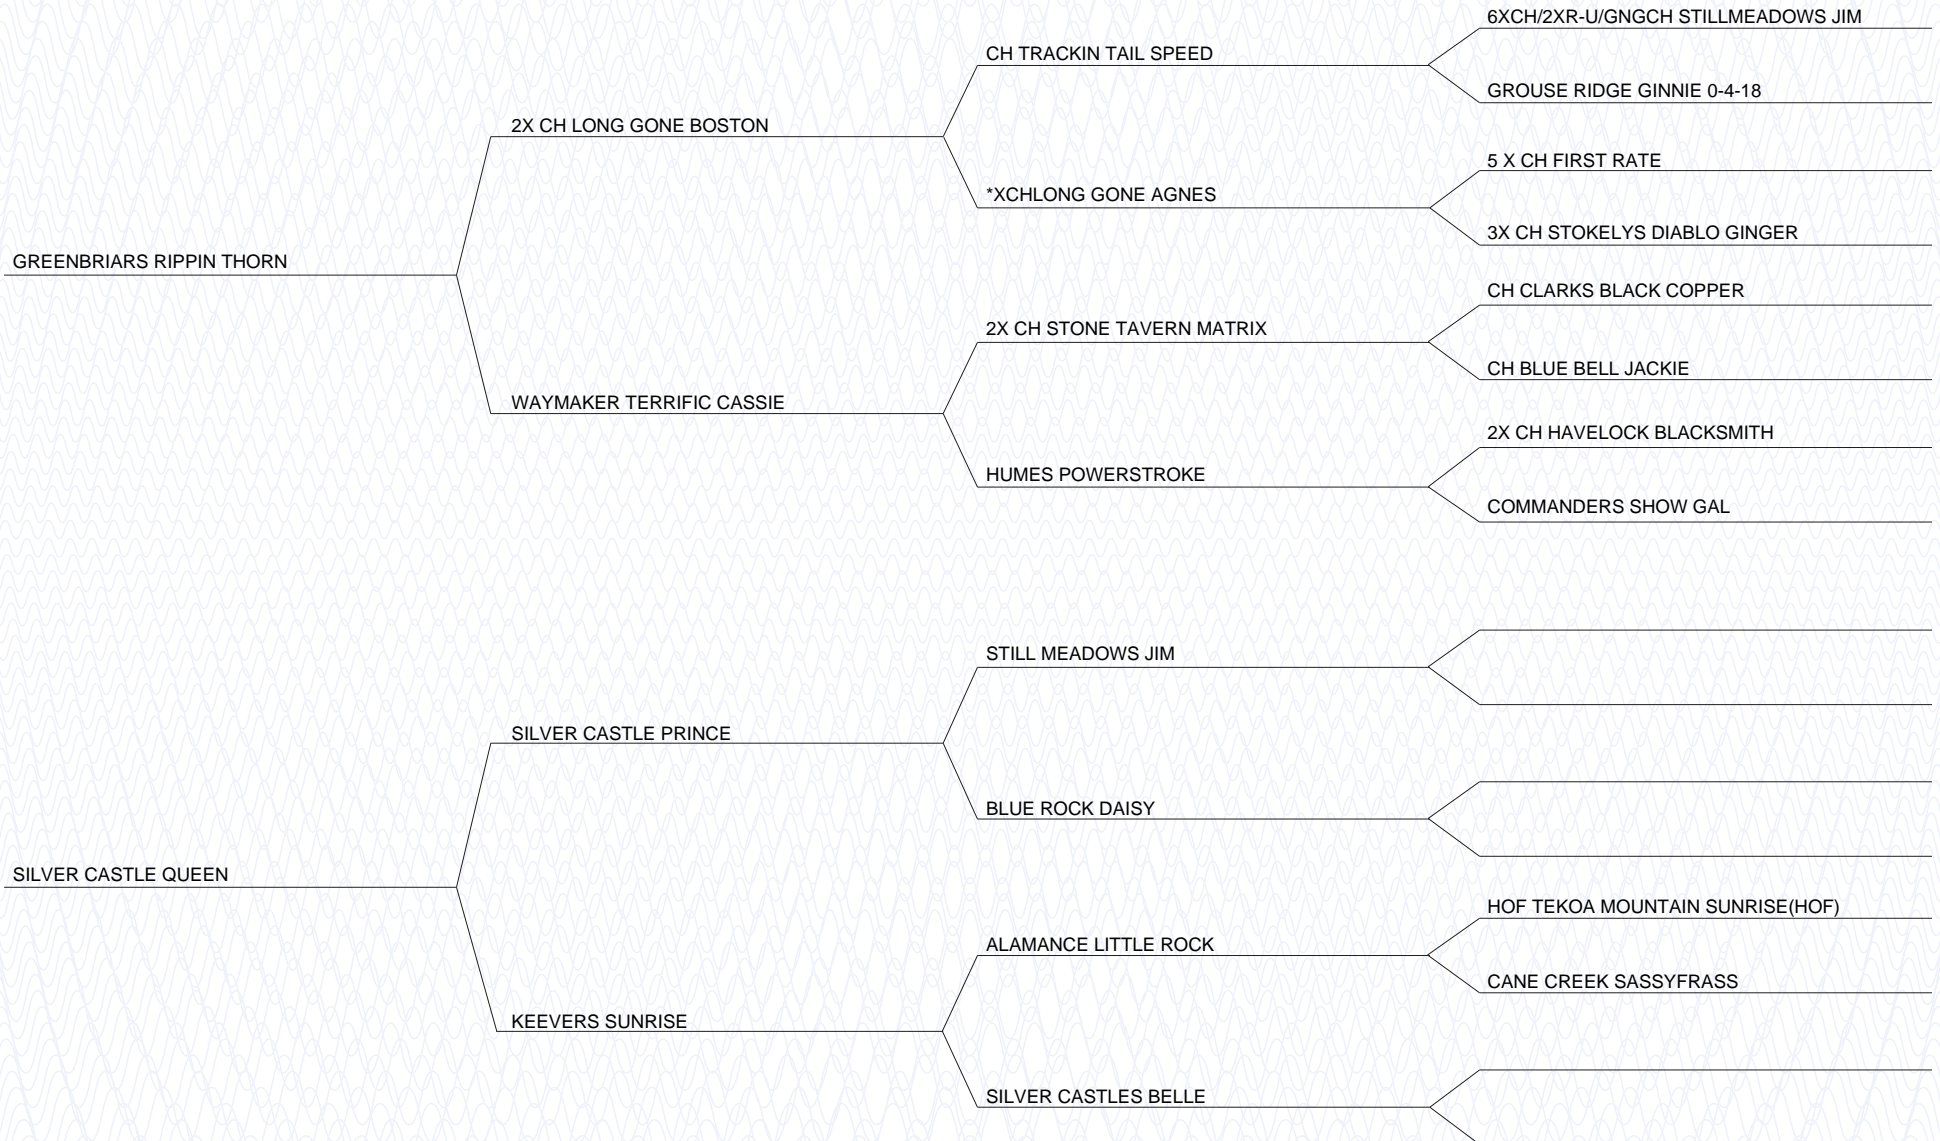 6XCH/2XR-U/GNGCH STILLMEADOWS JIM
CH TRACKIN TAIL SPEED
GROUSE RIDGE GINNIE 0-4-18
2X CH LONG GONE BOSTON
5 X CH FIRST RATE
*XCHLONG GONE AGNES
3X CH STOKELYS DIABLO GINGER
GREENBRIARS RIPPIN THORN
CH CLARKS BLACK COPPER
2X CH STONE TAVERN MATRIX
CH BLUE BELL JACKIE
WAYMAKER TERRIFIC CASSIE
2X CH HAVELOCK BLACKSMITH
HUMES POWERSTROKE
COMMANDERS SHOW GAL
STILL MEADOWS JIM
SILVER CASTLE PRINCE
BLUE ROCK DAISY
SILVER CASTLE QUEEN
HOF TEKOA MOUNTAIN SUNRISE(HOF)
ALAMANCE LITTLE ROCK
CANE CREEK SASSYFRASS
KEEVERS SUNRISE
SILVER CASTLES BELLE